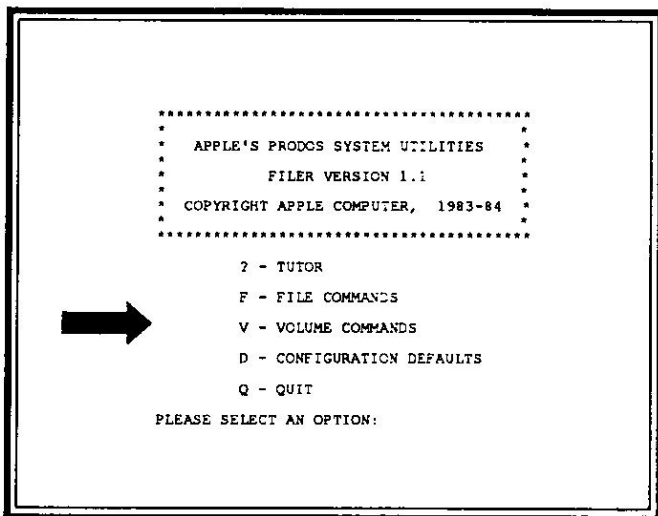 ****************************************
*                                      *
* APPLE'S PRODOS SYSTEM UTILITIES *
*                                      *
* FILER VERSION 1.1 *
*                                      *
* COPYRIGHT APPLE COMPUTER, 1983-84 *
*                                      *
****************************************
? - TUTOR
F - FILE COMMANDS
V - VOLUME COMMANDS
D - CONFIGURATION DEFAULTS
Q - QUIT
PLEASE SELECT AN OPTION: